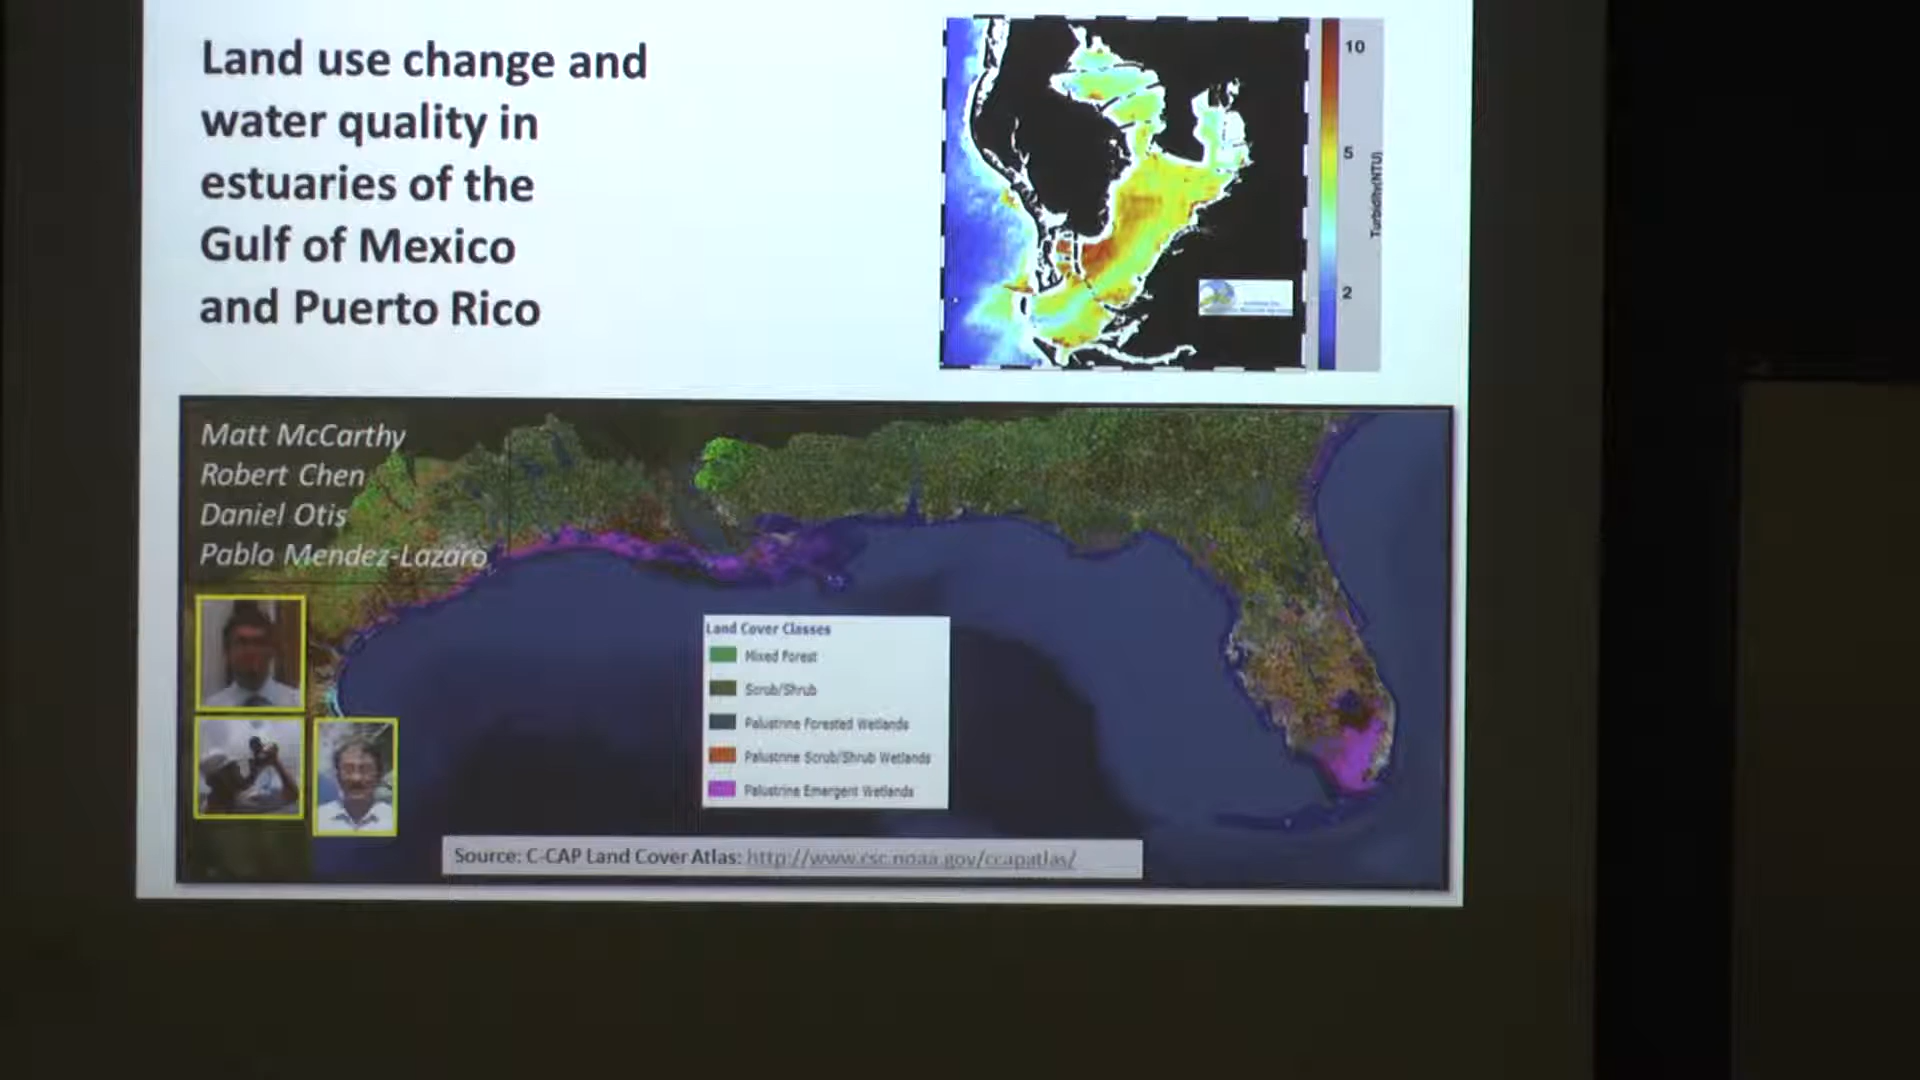 Land use change and
water quality in
estuaries of the
Gulf of Mexico
and Puerto Rico
10
5
2
Turbidity(NTU)
Matt McCarthy
Robert Chen
Daniel Otis
Pablo Mendez-Lazaro
Land Cover Classes
Mixed Forest
Scrub/Shrub
Palustrine Forested Wetlands
Palustrine Scrub/Shrub Wetlands
Palustrine Emergent Wetlands
Source: C-CAP Land Cover Atlas: http://www.csc.noaa.gov/ccapatlas/